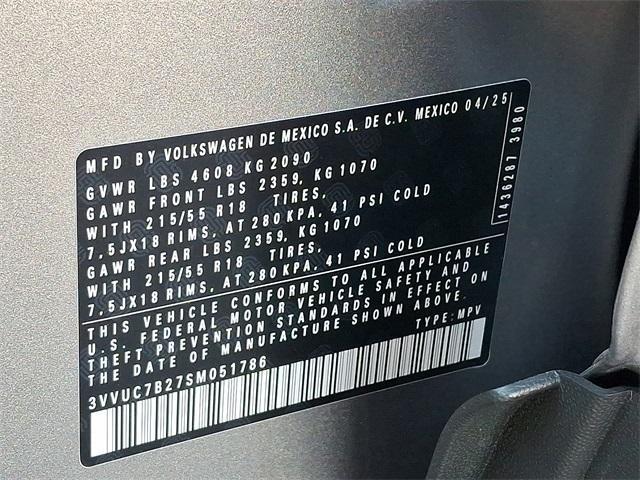 MFD BY VOLKSWAGEN DE MEXICO S.A. DE C.V. MEXICO 04/25
GVWR LBS 4608 KG 2090
GAWR FRONT LBS 2359, KG1070
WITH 215/55 R18 TIRES,
7,5JX18 RIMS, AT 280 KPA, 41 PSI COLD
GAWR REAR LBS 2359, KG 1070
WITH 215/55 R18 TIRES,
7,5JX18 RIMS, AT 280 KPA, 41 PSI COLD
1436287 3980
THIS VEHICLE CONFORMS TO ALL APPLICABLE
U.S. FEDERAL MOTOR VEHICLE SAFETY AND
THEFT PREVENTION STANDARDS IN EFFECT ON
THE DATE OF MANUFACTURE SHOWN ABOVE.
TYPE: MPV
3VVUC7B27SM051786